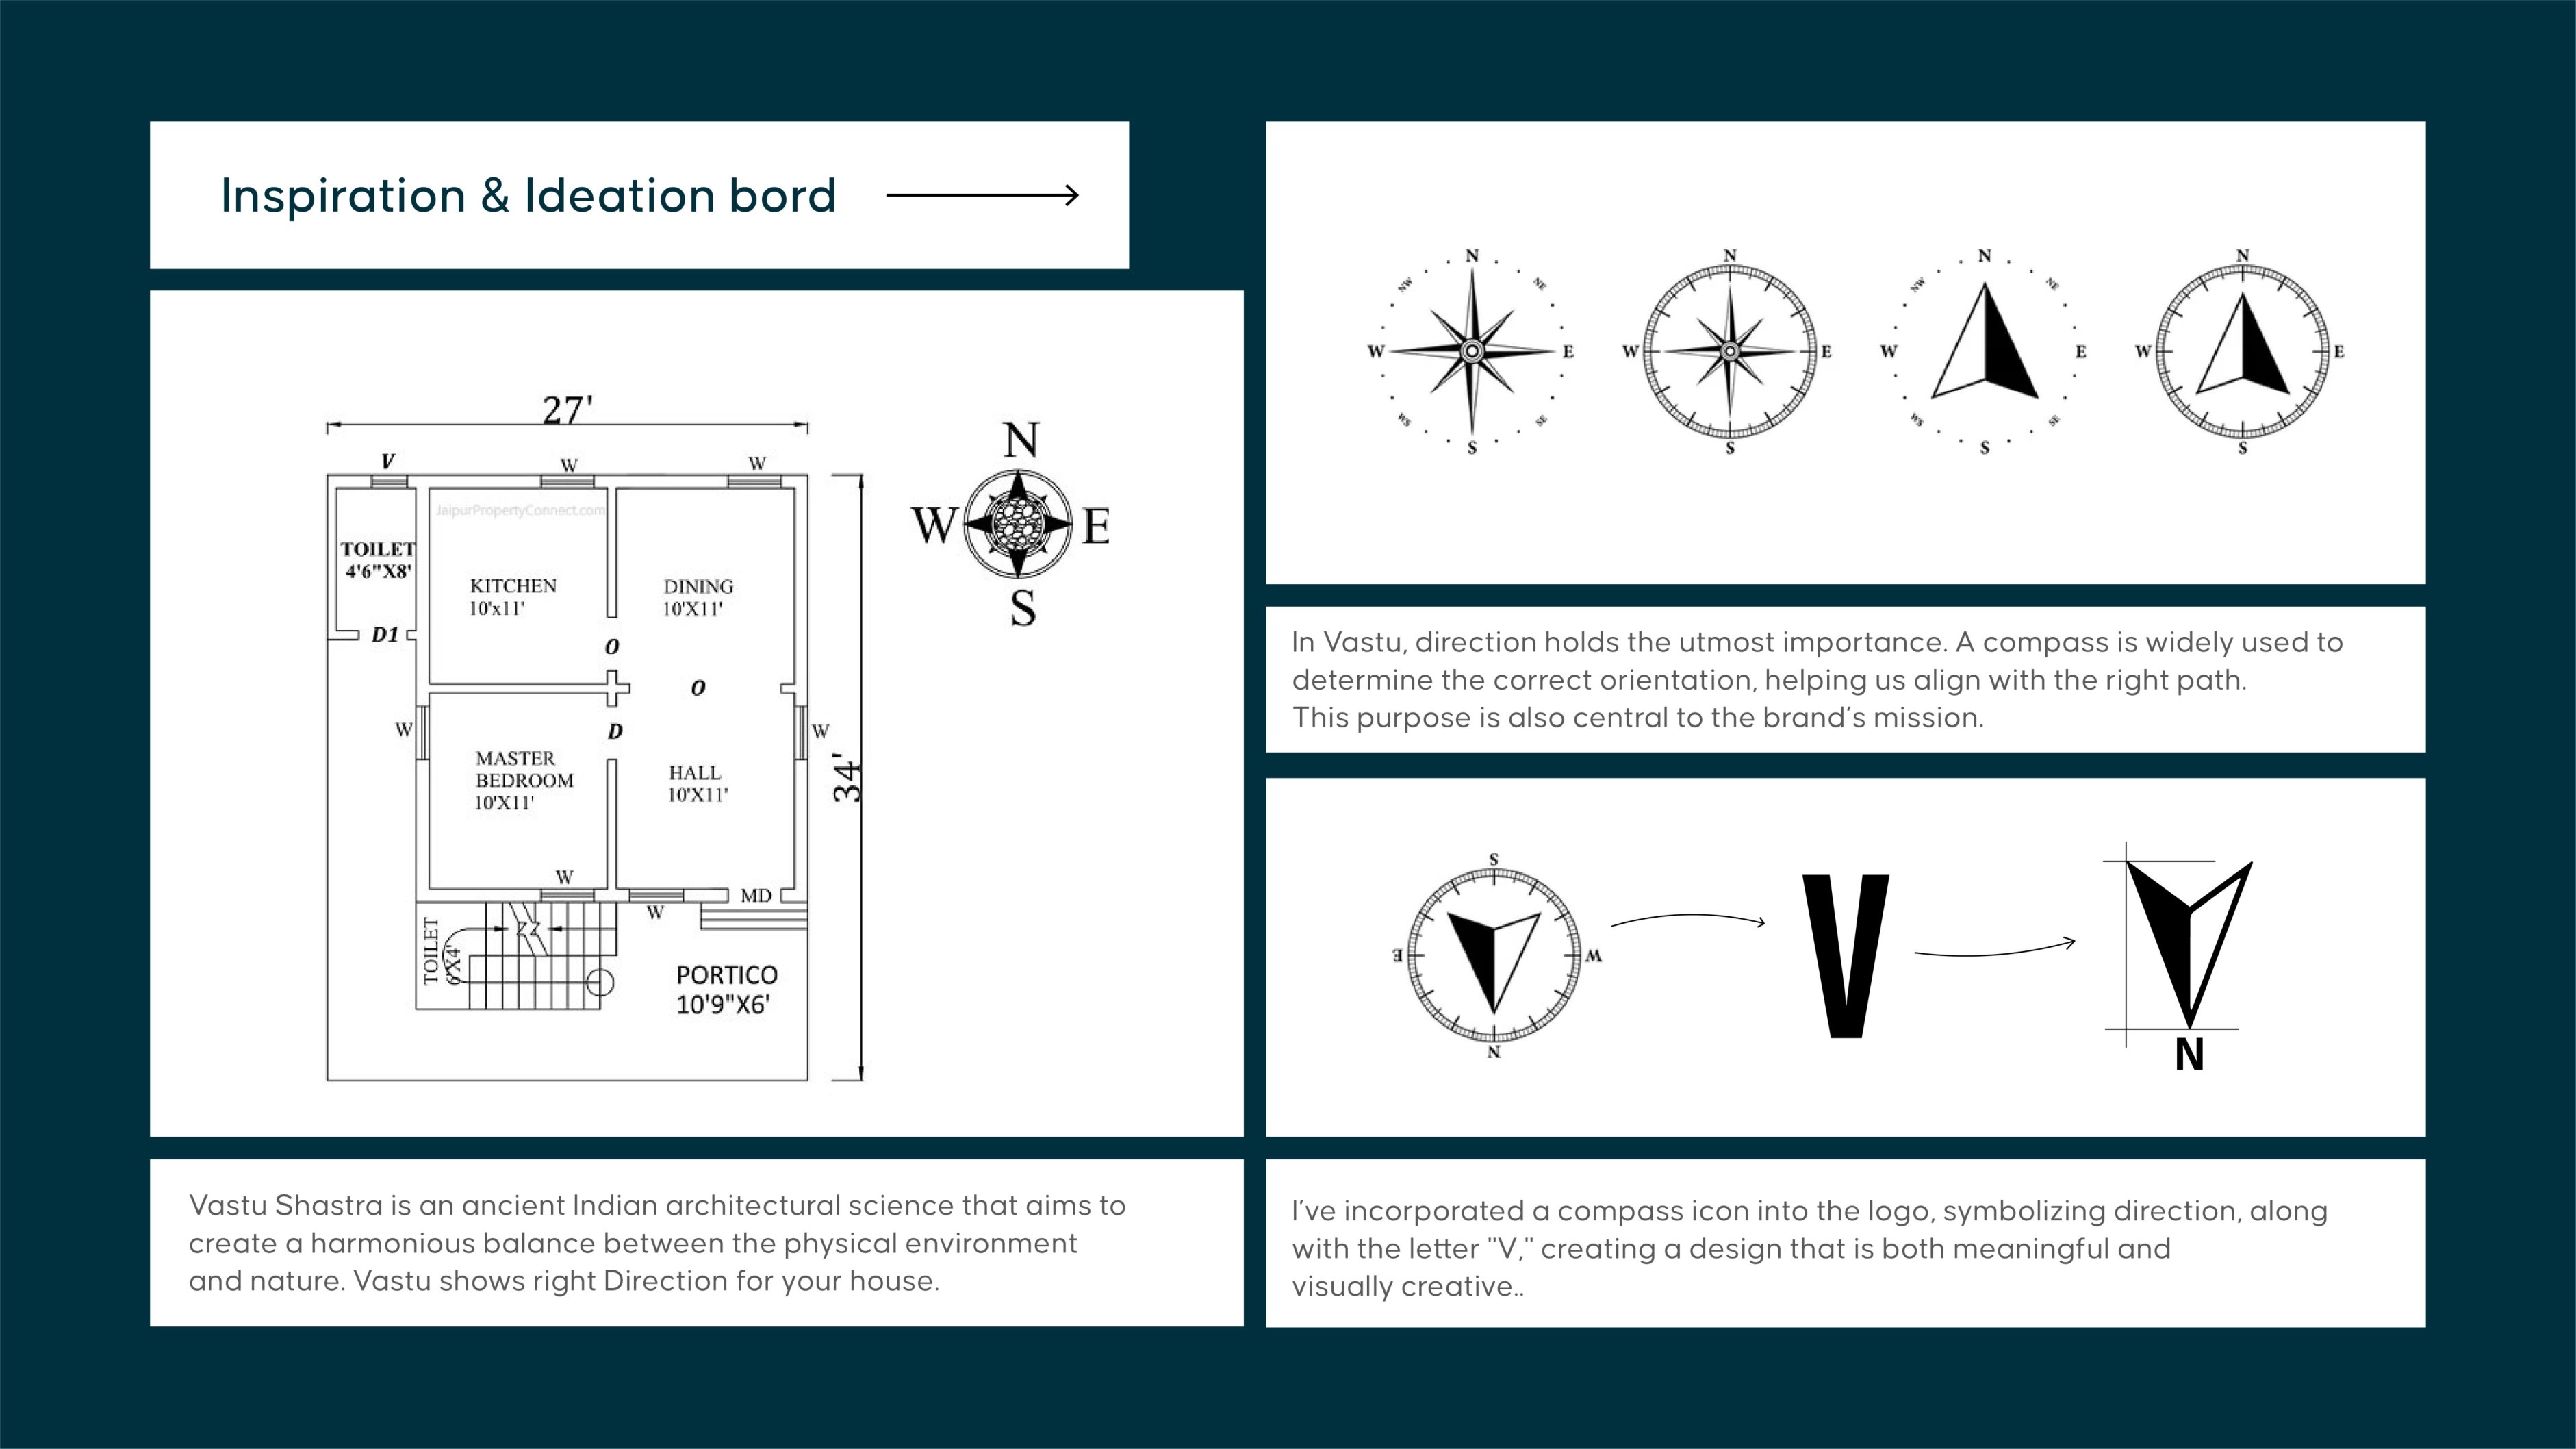 Inspiration & Ideation bord
27'
V
W
W
JaipurPropertyConnect.com
TOILET
4'6"X8'
KITCHEN
10'x11'
DINING
10'X11'
D1
O
O
D
W
W
MASTER
BEDROOM
10'X11'
HALL
10'X11'
34'
W
W
MD
TOILET
6'X4'
PORTICO
10'9"X6'
N
W
E
S
Vastu Shastra is an ancient Indian architectural science that aims to
create a harmonious balance between the physical environment
and nature. Vastu shows right Direction for your house.
N
NW
NE
W
E
WS
SE
S
N
W
E
S
N
NW
NE
W
E
WS
SE
S
N
W
E
S
In Vastu, direction holds the utmost importance. A compass is widely used to
determine the correct orientation, helping us align with the right path.
This purpose is also central to the brand's mission.
S
E
W
N
V
N
I've incorporated a compass icon into the logo, symbolizing direction, along
with the letter "V," creating a design that is both meaningful and
visually creative..